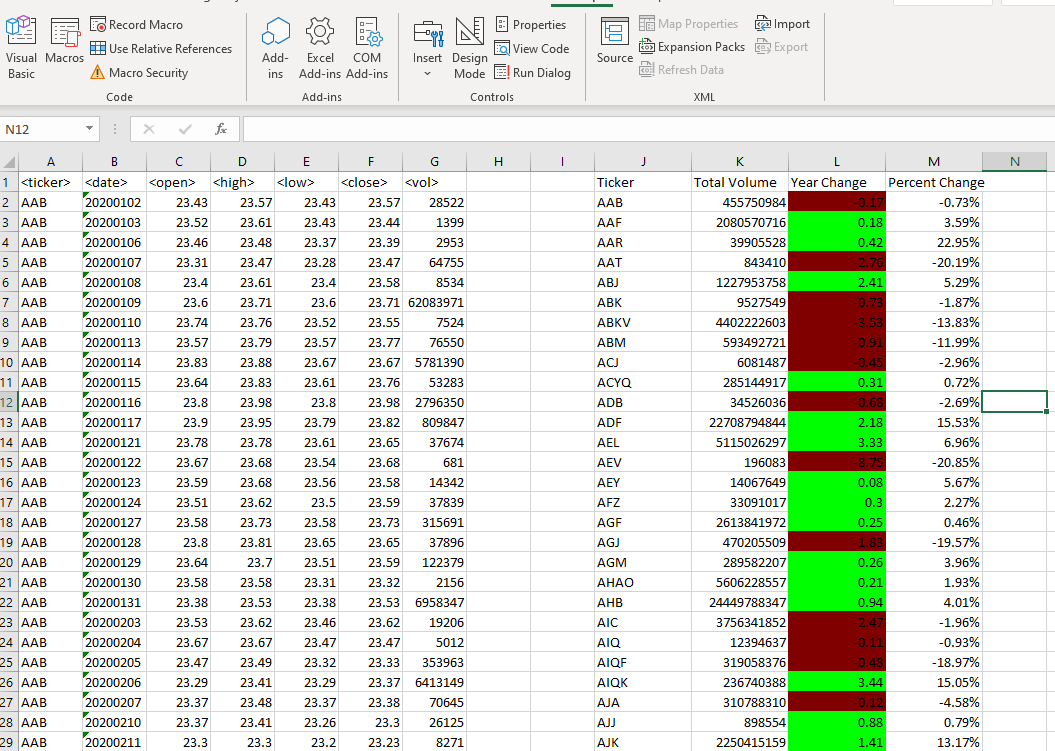 Record Macro
Use Relative References
Macro Security
Visual Basic
Macros
Code
Add-ins
Excel Add-ins
COM Add-ins
Add-ins
Insert
Design Mode
Properties
View Code
Run Dialog
Controls
Source
Map Properties
Expansion Packs
Refresh Data
Import
Export
XML
N12
fx
A B C D E F G H I J K L M N
1 <ticker> <date> <open> <high> <low> <close> <vol> Ticker Total Volume Year Change Percent Change
2 AAB 20200102 23.43 23.57 23.43 23.57 28522 AAB 455750984 -0.17 -0.73%
3 AAB 20200103 23.52 23.61 23.43 23.44 1399 AAF 2080570716 0.18 3.59%
4 AAB 20200106 23.46 23.48 23.37 23.39 2953 AAR 39905528 0.42 22.95%
5 AAB 20200107 23.31 23.47 23.28 23.47 64755 AAT 843410 -2.76 -20.19%
6 AAB 20200108 23.4 23.61 23.4 23.58 8534 ABJ 1227953758 2.41 5.29%
7 AAB 20200109 23.6 23.71 23.6 23.71 62083971 ABK 9527549 -0.73 -1.87%
8 AAB 20200110 23.74 23.76 23.52 23.55 7524 ABKV 4402222603 -3.53 -13.83%
9 AAB 20200113 23.57 23.79 23.57 23.77 76550 ABM 593492721 -0.91 -11.99%
10 AAB 20200114 23.83 23.88 23.67 23.67 5781390 ACJ 6081487 -0.45 -2.96%
11 AAB 20200115 23.64 23.83 23.61 23.76 53283 ACYQ 285144917 0.31 0.72%
12 AAB 20200116 23.8 23.98 23.8 23.98 2796350 ADB 34526036 -0.68 -2.69%
13 AAB 20200117 23.9 23.95 23.79 23.82 809847 ADF 22708794844 2.18 15.53%
14 AAB 20200121 23.78 23.78 23.61 23.65 37674 AEL 5115026297 3.33 6.96%
15 AAB 20200122 23.67 23.68 23.54 23.68 681 AEV 196083 -3.75 -20.85%
16 AAB 20200123 23.59 23.68 23.56 23.58 14342 AEY 14067649 0.08 5.67%
17 AAB 20200124 23.51 23.62 23.5 23.59 37839 AFZ 33091017 0.3 2.27%
18 AAB 20200127 23.58 23.73 23.58 23.73 315691 AGF 2613841972 0.25 0.46%
19 AAB 20200128 23.8 23.81 23.65 23.65 37896 AGJ 470205509 -1.83 -19.57%
20 AAB 20200129 23.64 23.7 23.51 23.59 122379 AGM 289582207 0.26 3.96%
21 AAB 20200130 23.58 23.58 23.31 23.32 2156 AHAO 5606228557 0.21 1.93%
22 AAB 20200131 23.38 23.53 23.38 23.53 6958347 AHB 24449788347 0.94 4.01%
23 AAB 20200203 23.53 23.62 23.46 23.62 19206 AIC 3756341852 -2.47 -1.96%
24 AAB 20200204 23.67 23.67 23.47 23.47 5012 AIQ 12394637 -0.11 -0.93%
25 AAB 20200205 23.47 23.49 23.32 23.33 353963 AIQF 319058376 -0.48 -18.97%
26 AAB 20200206 23.29 23.41 23.29 23.37 6413149 AIQK 236740388 3.44 15.05%
27 AAB 20200207 23.37 23.48 23.37 23.38 70645 AJA 310788310 -0.12 -4.58%
28 AAB 20200210 23.37 23.41 23.26 23.3 26125 AJJ 898554 0.88 0.79%
29 AAB 20200211 23.3 23.3 23.2 23.23 8271 AJK 2250415159 1.41 13.17%